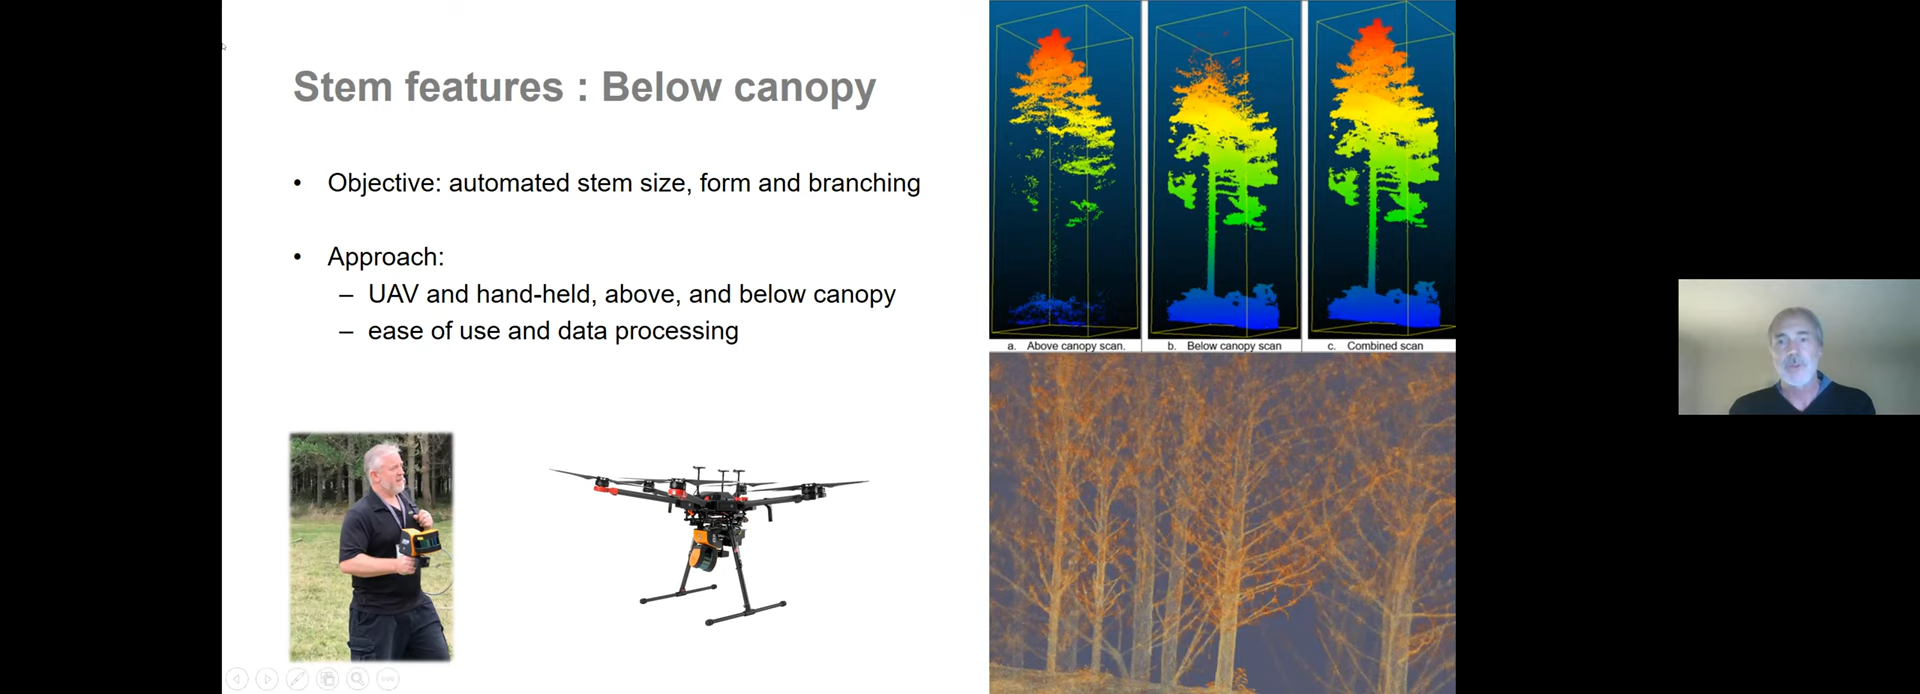 Stem features : Below canopy
• Objective: automated stem size, form and branching
• Approach:
– UAV and hand-held, above, and below canopy
– ease of use and data processing
a. Above canopy scan.
b. Below canopy scan
c. Combined scan